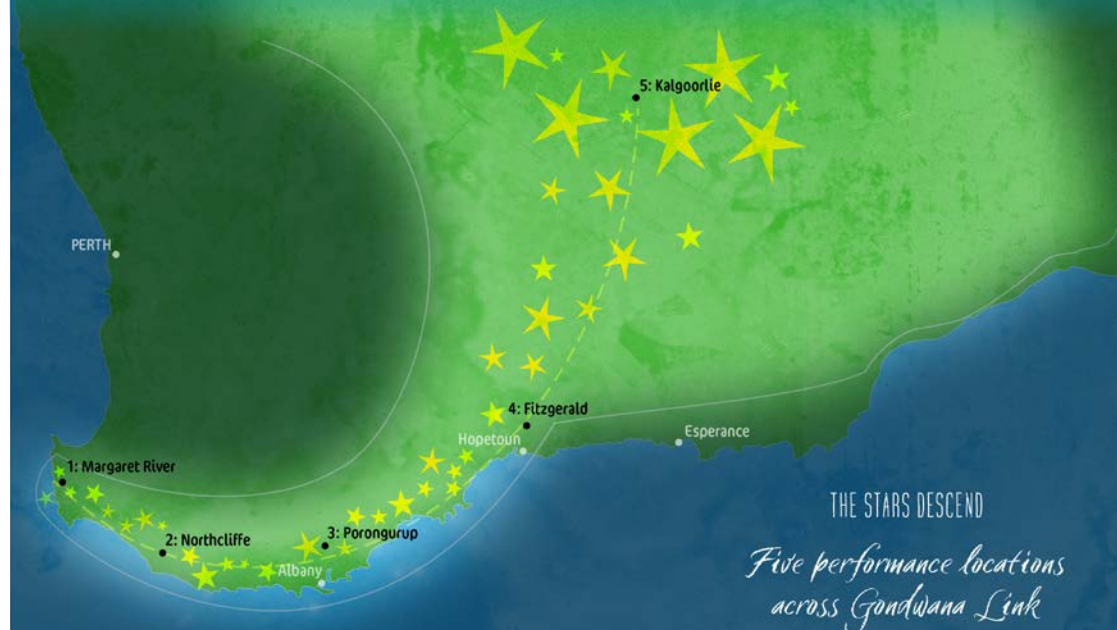 5: Kalgoorlie
PERTH
4: Fitzgerald
Hopetoun
Esperance
1: Margaret River
2: Northcliffe
3: Porongurup
Albany
THE STARS DESCEND
Five performance locations
across Gondwana Link